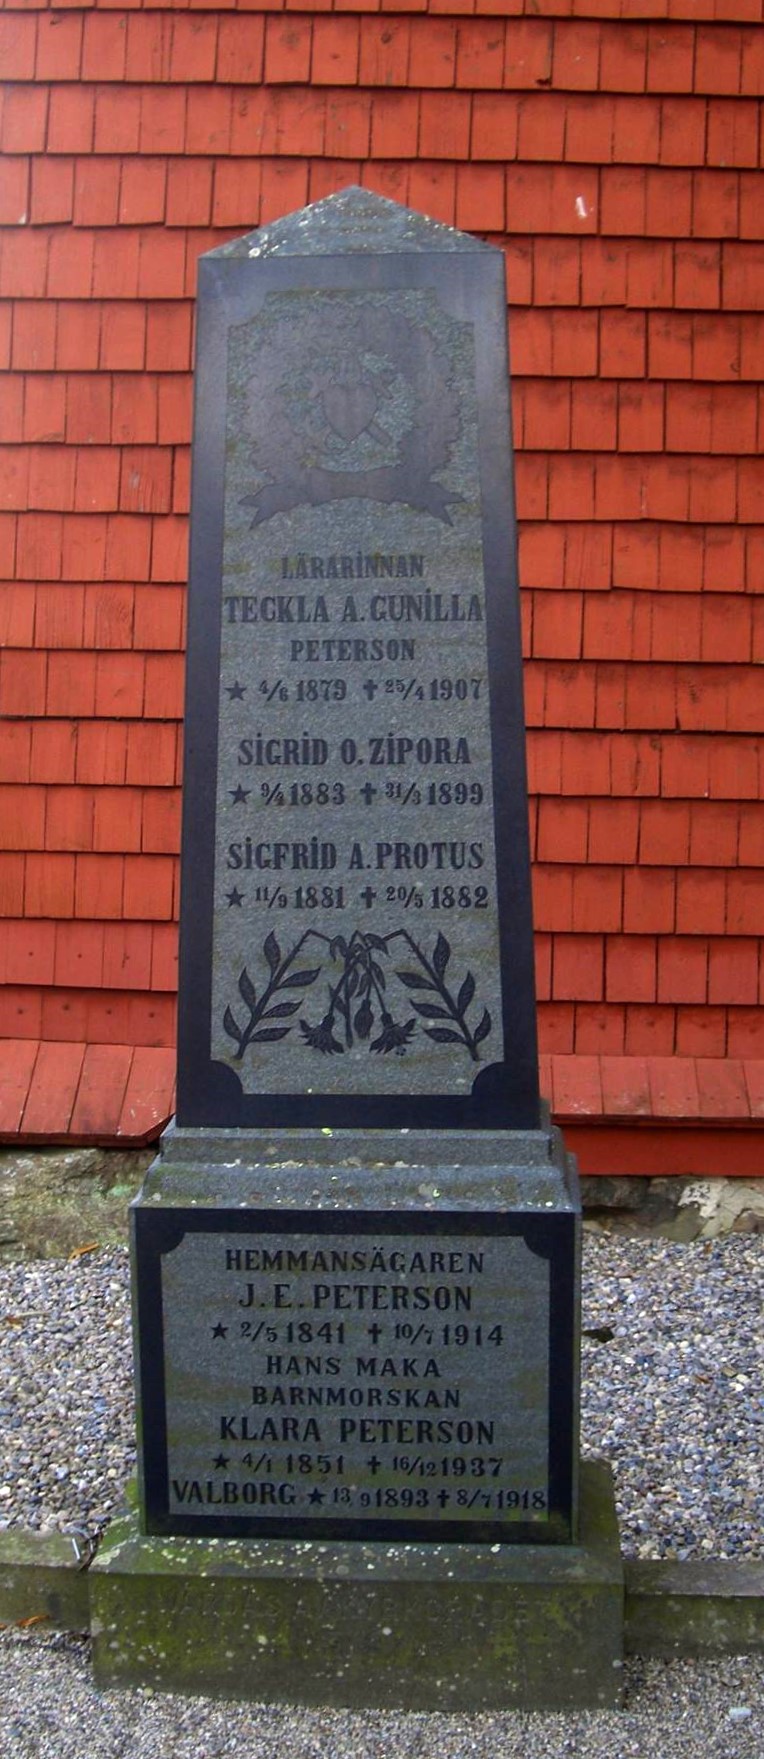 LÄRARINNAN
TECKLA A. GUNILLA
PETERSON
★ 4/6 1879 ✝ 25/4 1907
SIGRID O. ZIPORA
★ 9/4 1883 ✝ 31/3 1899
SIGFRID A. PROTUS
★ 11/9 1881 ✝ 20/5 1882
HEMMANSÄGAREN
J. E. PETERSON
★ 2/5 1841 ✝ 10/7 1914
HANS MAKA
BARNMORSKAN
KLARA PETERSON
★ 4/1 1851 ✝ 16/12 1937
VALBORG ★ 13/9 1893 ✝ 8/7 1918